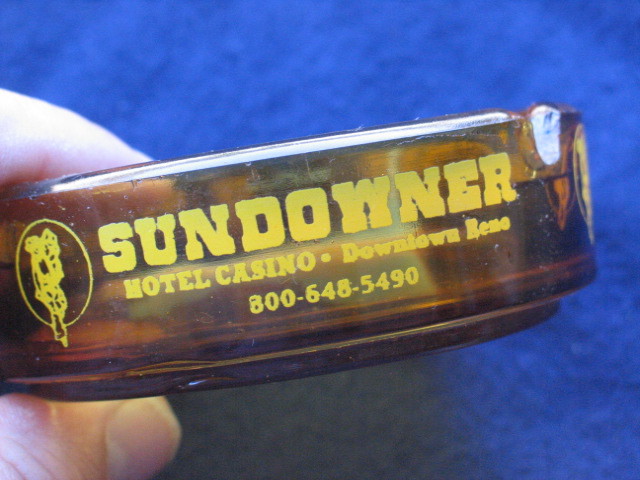 SUNDOWNER
HOTEL CASINO • Downtown Reno
800-648-5490